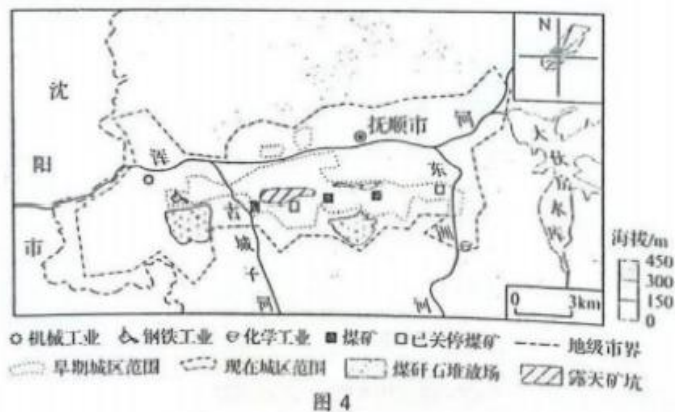 N
沈
阳
市
浑
河
抚顺市
大伙房水库
东
洲
河
古
城
子
河
海拔/m
450
300
150
0
0 3km
机械工业 钢铁工业 化学工业 煤矿 已关停煤矿 地级市界
早期城区范围 现在城区范围 煤矸石堆放场 露天矿坑
图 4